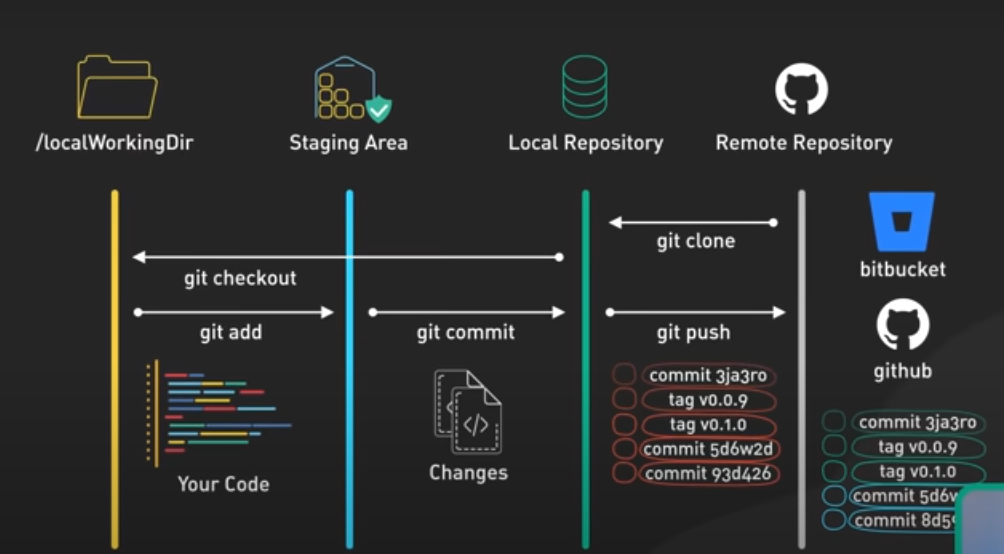 /localWorkingDir
Staging Area
Local Repository
Remote Repository
git clone
bitbucket
git checkout
git add
git commit
git push
github
Your Code
Changes
commit 3ja3ro
tag v0.0.9
tag v0.1.0
commit 5d6w2d
commit 93d426
commit 3ja3ro
tag v0.0.9
tag v0.1.0
commit
commit